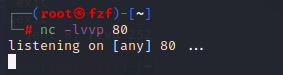 ┌──(root㉿fzf)-[~]
└─# nc -lvvp 80
listening on [any] 80 ...